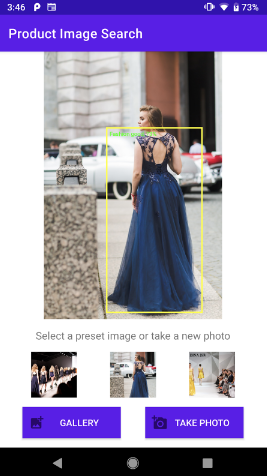 3:46 73%
Product Image Search
Select a preset image or take a new photo
GALLERY
TAKE PHOTO